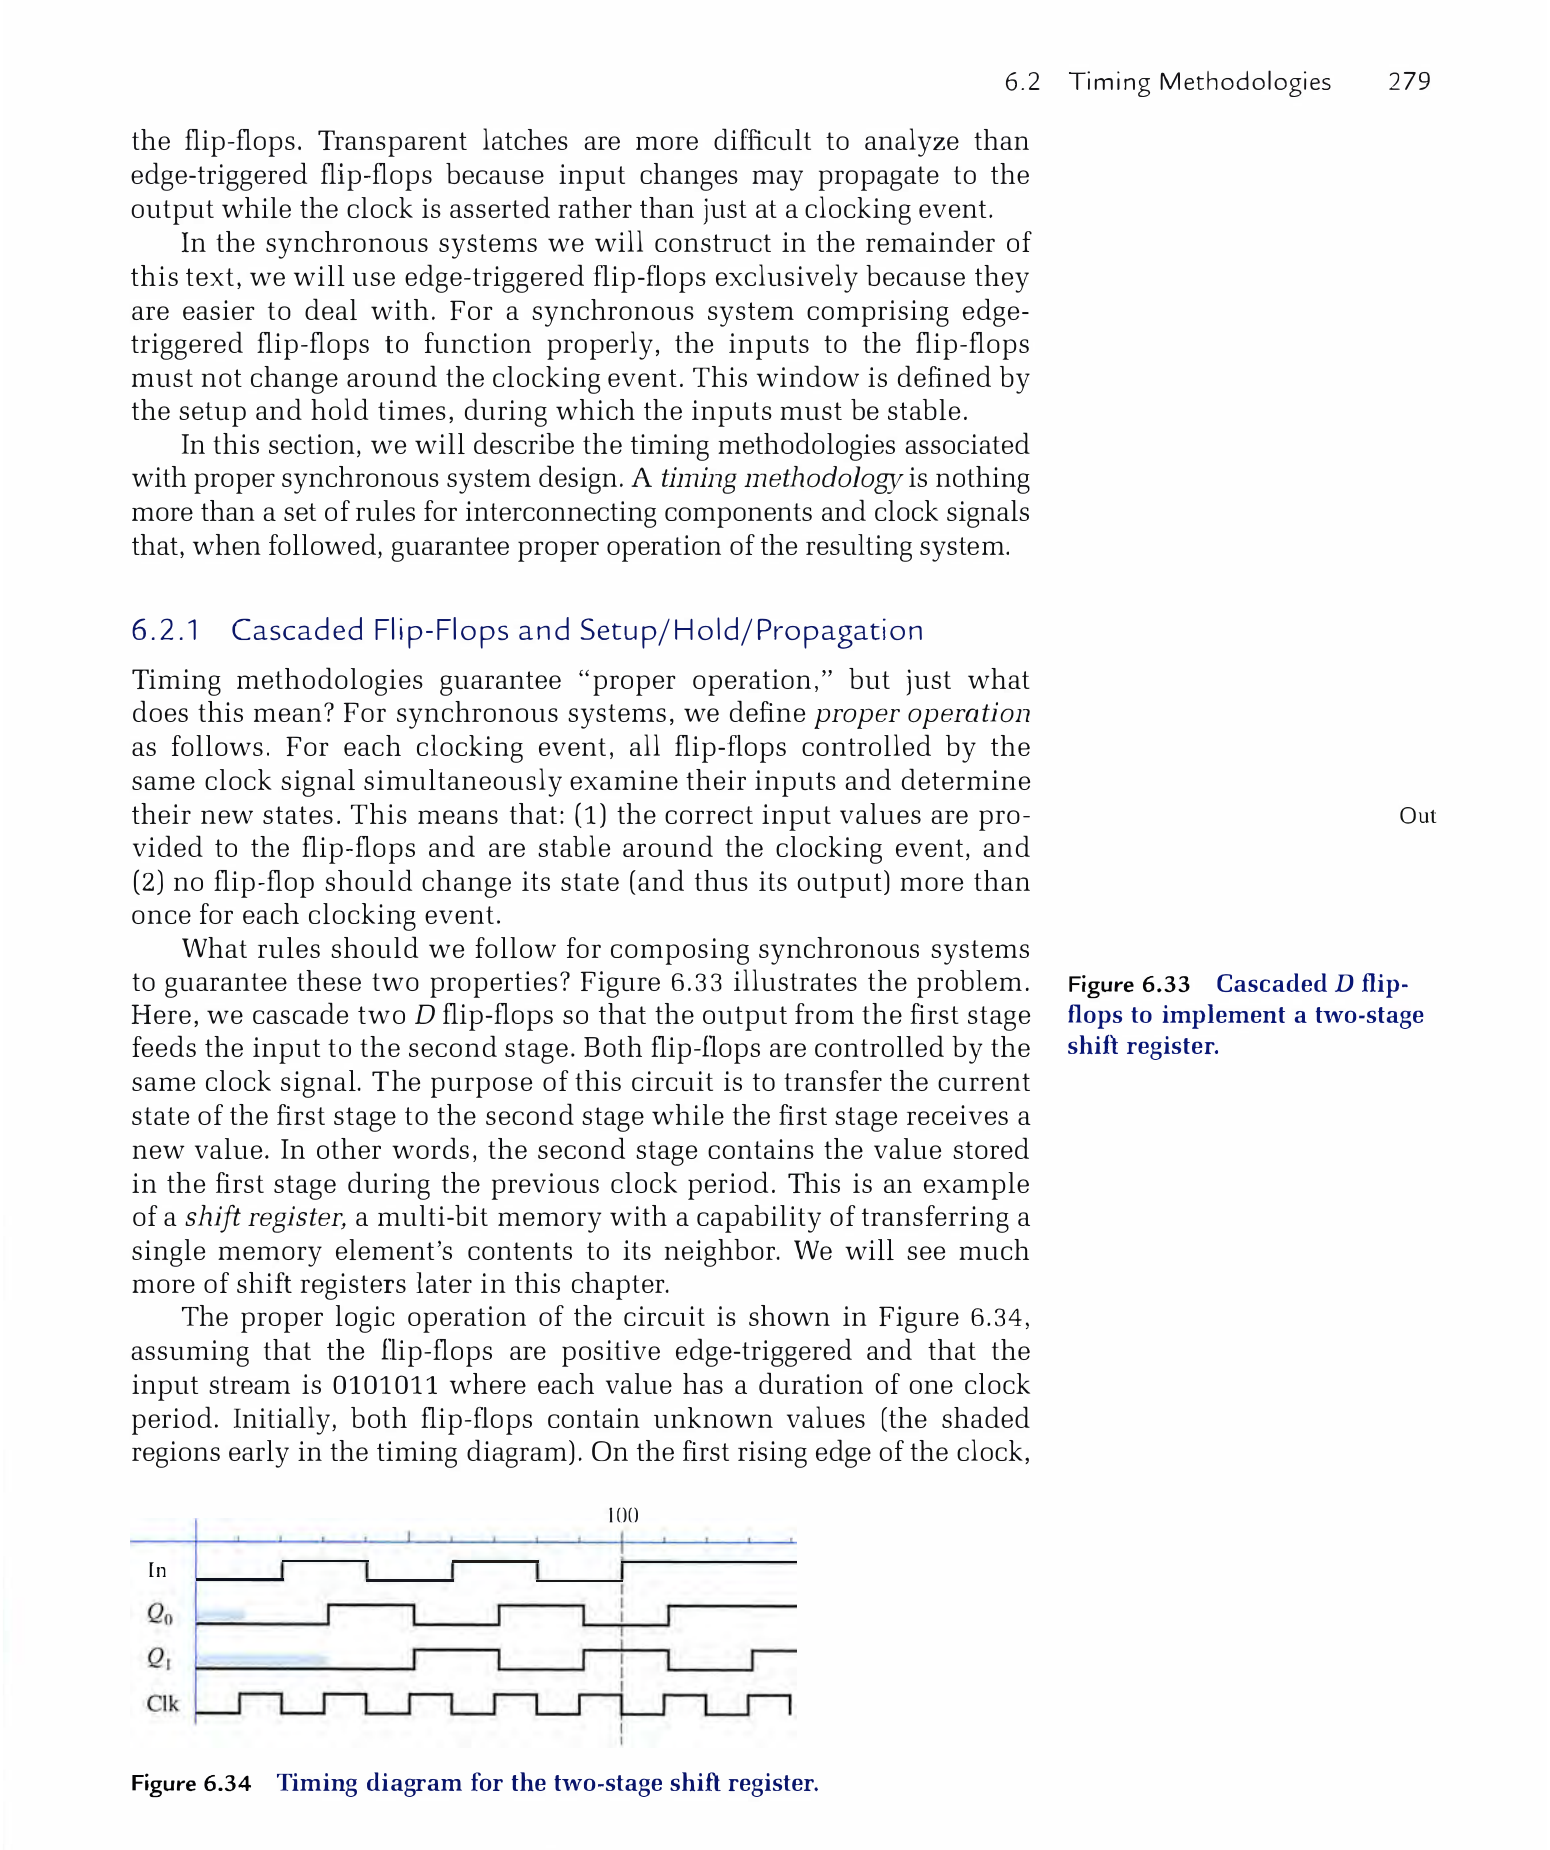 6.2 Timing Methodologies 279
the flip-flops. Transparent latches are more difficult to analyze than
edge-triggered flip-flops because input changes may propagate to the
output while the clock is asserted rather than just at a clocking event.
In the synchronous systems we will construct in the remainder of
this text, we will use edge-triggered flip-flops exclusively because they
are easier to deal with. For a synchronous system comprising edge-
triggered flip-flops to function properly, the inputs to the flip-flops
must not change around the clocking event. This window is defined by
the setup and hold times, during which the inputs must be stable.
In this section, we will describe the timing methodologies associated
with proper synchronous system design. A timing methodology is nothing
more than a set of rules for interconnecting components and clock signals
that, when followed, guarantee proper operation of the resulting system.
6.2.1 Cascaded Flip-Flops and Setup/Hold/Propagation
Timing methodologies guarantee “proper operation,” but just what
does this mean? For synchronous systems, we define proper operation
as follows. For each clocking event, all flip-flops controlled by the
same clock signal simultaneously examine their inputs and determine
their new states. This means that: (1) the correct input values are pro-
vided to the flip-flops and are stable around the clocking event, and
(2) no flip-flop should change its state (and thus its output) more than
once for each clocking event.
What rules should we follow for composing synchronous systems
to guarantee these two properties? Figure 6.33 illustrates the problem.
Here, we cascade two D flip-flops so that the output from the first stage
feeds the input to the second stage. Both flip-flops are controlled by the
same clock signal. The purpose of this circuit is to transfer the current
state of the first stage to the second stage while the first stage receives a
new value. In other words, the second stage contains the value stored
in the first stage during the previous clock period. This is an example
of a shift register, a multi-bit memory with a capability of transferring a
single memory element’s contents to its neighbor. We will see much
more of shift registers later in this chapter.
The proper logic operation of the circuit is shown in Figure 6.34,
assuming that the flip-flops are positive edge-triggered and that the
input stream is 0101011 where each value has a duration of one clock
period. Initially, both flip-flops contain unknown values (the shaded
regions early in the timing diagram). On the first rising edge of the clock,
Out
Figure 6.33 Cascaded D flip-
flops to implement a two-stage
shift register.
100
In
Q0
Q1
Clk
Figure 6.34 Timing diagram for the two-stage shift register.